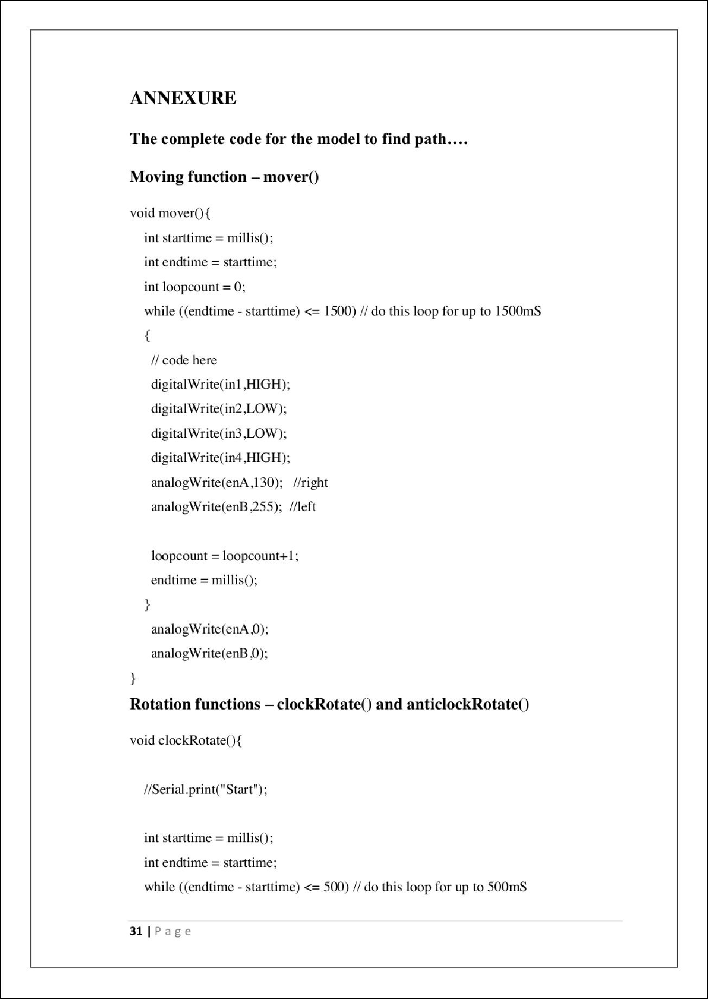 ANNEXURE
The complete code for the model to find path….
Moving function – mover()
void mover(){
int starttime = millis();
int endtime = starttime;
int loopcount = 0;
while ((endtime - starttime) <= 1500) // do this loop for up to 1500mS
{
// code here
digitalWrite(in1,HIGH);
digitalWrite(in2,LOW);
digitalWrite(in3,LOW);
digitalWrite(in4,HIGH);
analogWrite(enA,130);   //right
analogWrite(enB,255);  //left
loopcount = loopcount+1;
endtime = millis();
}
analogWrite(enA,0);
analogWrite(enB,0);
}
Rotation functions – clockRotate() and anticlockRotate()
void clockRotate(){
//Serial.print("Start");
int starttime = millis();
int endtime = starttime;
while ((endtime - starttime) <= 500) // do this loop for up to 500mS
31 | Page